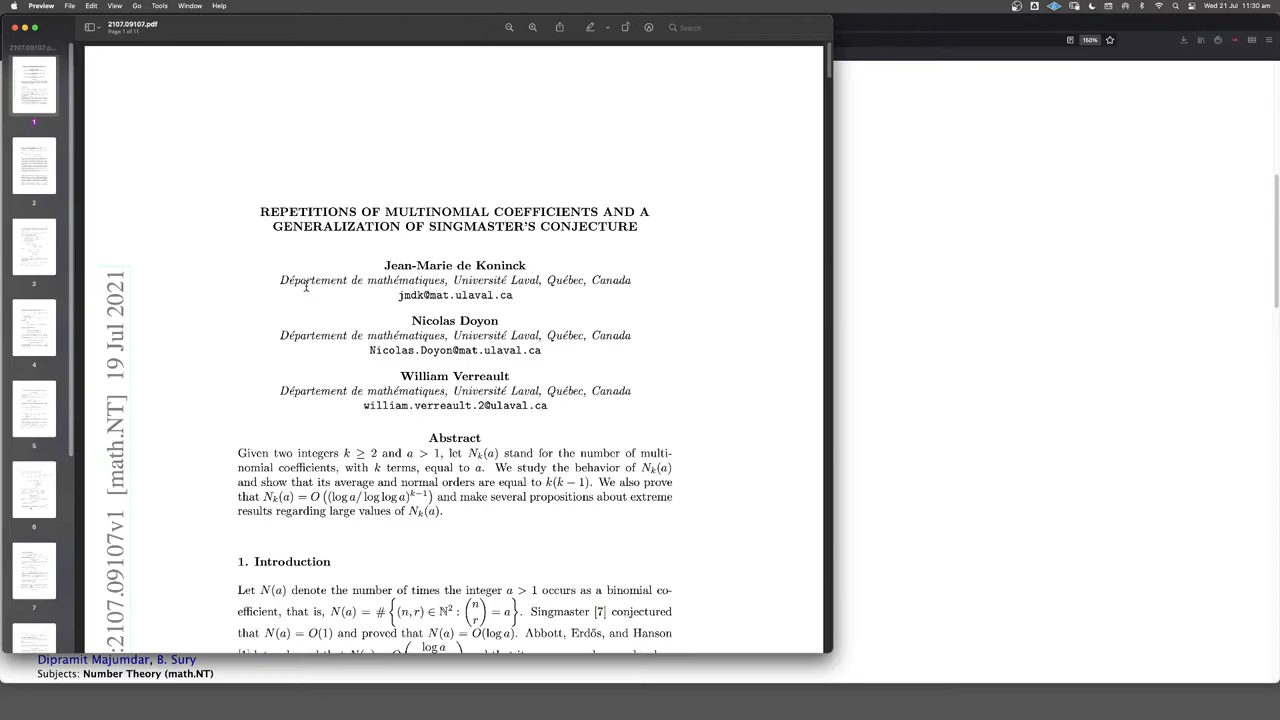 Preview File Edit View Go Tools Window Help
Wed 21 Jul 11:30 am
2107.09107.pdf
Page 1 of 11
Search
150%
2107.09107.p...
1
2
3
4
5
6
7
:2107.09107v1 [math.NT] 19 Jul 2021
REPETITIONS OF MULTINOMIAL COEFFICIENTS AND A
GENERALIZATION OF SINGMASTER'S CONJECTURE
Jean-Marie de Koninck
Département de mathématiques, Université Laval, Québec, Canada
jmdk@mat.ulaval.ca
Nicolas Doyon
Département de mathématiques, Université Laval, Québec, Canada
Nicolas.Doyon@mat.ulaval.ca
William Verreault
Département de mathématiques, Université Laval, Québec, Canada
william.verreault.2@ulaval.ca
Abstract
Given two integers k ≥ 2 and a > 1, let Nₖ(a) stand for the number of multi-
nomial coefficients, with k terms, equal to a. We study the behavior of Nₖ(a)
and show that its average and normal orders are equal to k(k − 1). We also prove
that Nₖ(a) = O ((log a/ log log a)ᵏ⁻¹) and make several propositions about extreme
results regarding large values of Nₖ(a).
1. Introduction
Let N(a) denote the number of times the integer a > 1 occurs as a binomial co-
efficient, that is, N(a) = # {(n, r) ∈ ℕ² : (n r) = a}. Singmaster [7] conjectured
that N(a) = O(1) and proved that N(a) = O(log a). Abbott, Erdős, and Hanson
log a
Dipramit Majumdar, B. Sury
Subjects: Number Theory (math.NT)